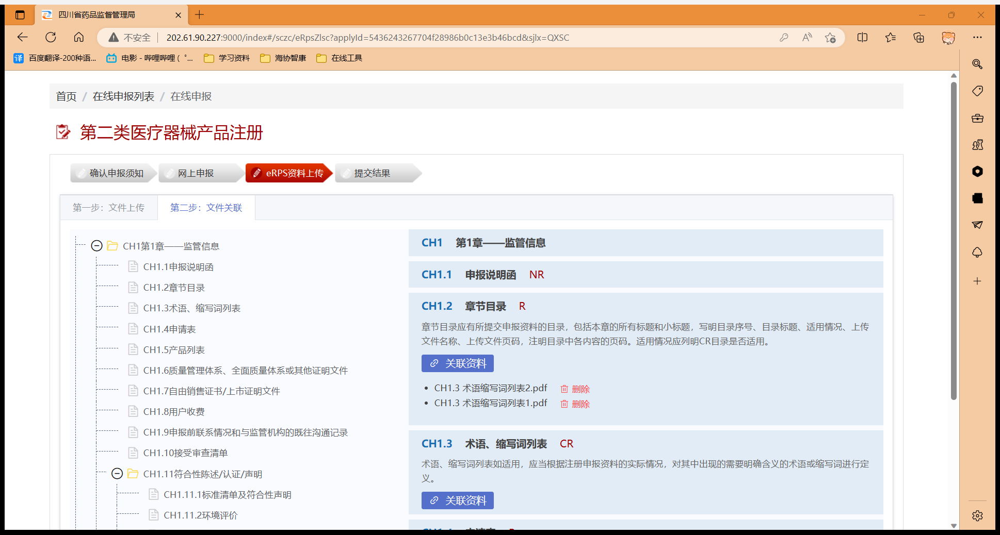 四川省药品监督管理局
不安全 202.61.90.227:9000/index#/sczc/eRpsZlsc?applyId=5436243267704f28986b0c13e3b46bcd&sjlx=QXSC
译 百度翻译-200种语... 电影 - 哔哩哔哩 ( ゜... 学习资料 海协智康 在线工具
首页 / 在线申报列表 / 在线申报
第二类医疗器械产品注册
确认申报须知 网上申报 eRPS资料上传 提交结果
第一步：文件上传 第二步：文件关联
CH1第1章——监管信息
CH1.1申报说明函
CH1.2章节目录
CH1.3术语、缩写词列表
CH1.4申请表
CH1.5产品列表
CH1.6质量管理体系、全面质量体系或其他证明文件
CH1.7自由销售证书/上市证明文件
CH1.8用户收费
CH1.9申报前联系情况和与监管机构的既往沟通记录
CH1.10接受审查清单
CH1.11符合性陈述/认证/声明
CH1.11.1标准清单及符合性声明
CH1.11.2环境评价
CH1 第1章——监管信息
CH1.1 申报说明函 NR
CH1.2 章节目录 R
章节目录应有所提交申报资料的目录，包括本章的所有标题和小标题，写明目录序号、目录标题、适用情况、上传
文件名称、上传文件页码，注明目录中各内容的页码。适用情况应列明CR目录是否适用。
关联资料
• CH1.3 术语缩写词列表2.pdf 删除
• CH1.3 术语缩写词列表1.pdf 删除
CH1.3 术语、缩写词列表 CR
术语、缩写词列表如适用，应当根据注册申报资料的实际情况，对其中出现的需要明确含义的术语或缩写词进行定
义。
关联资料